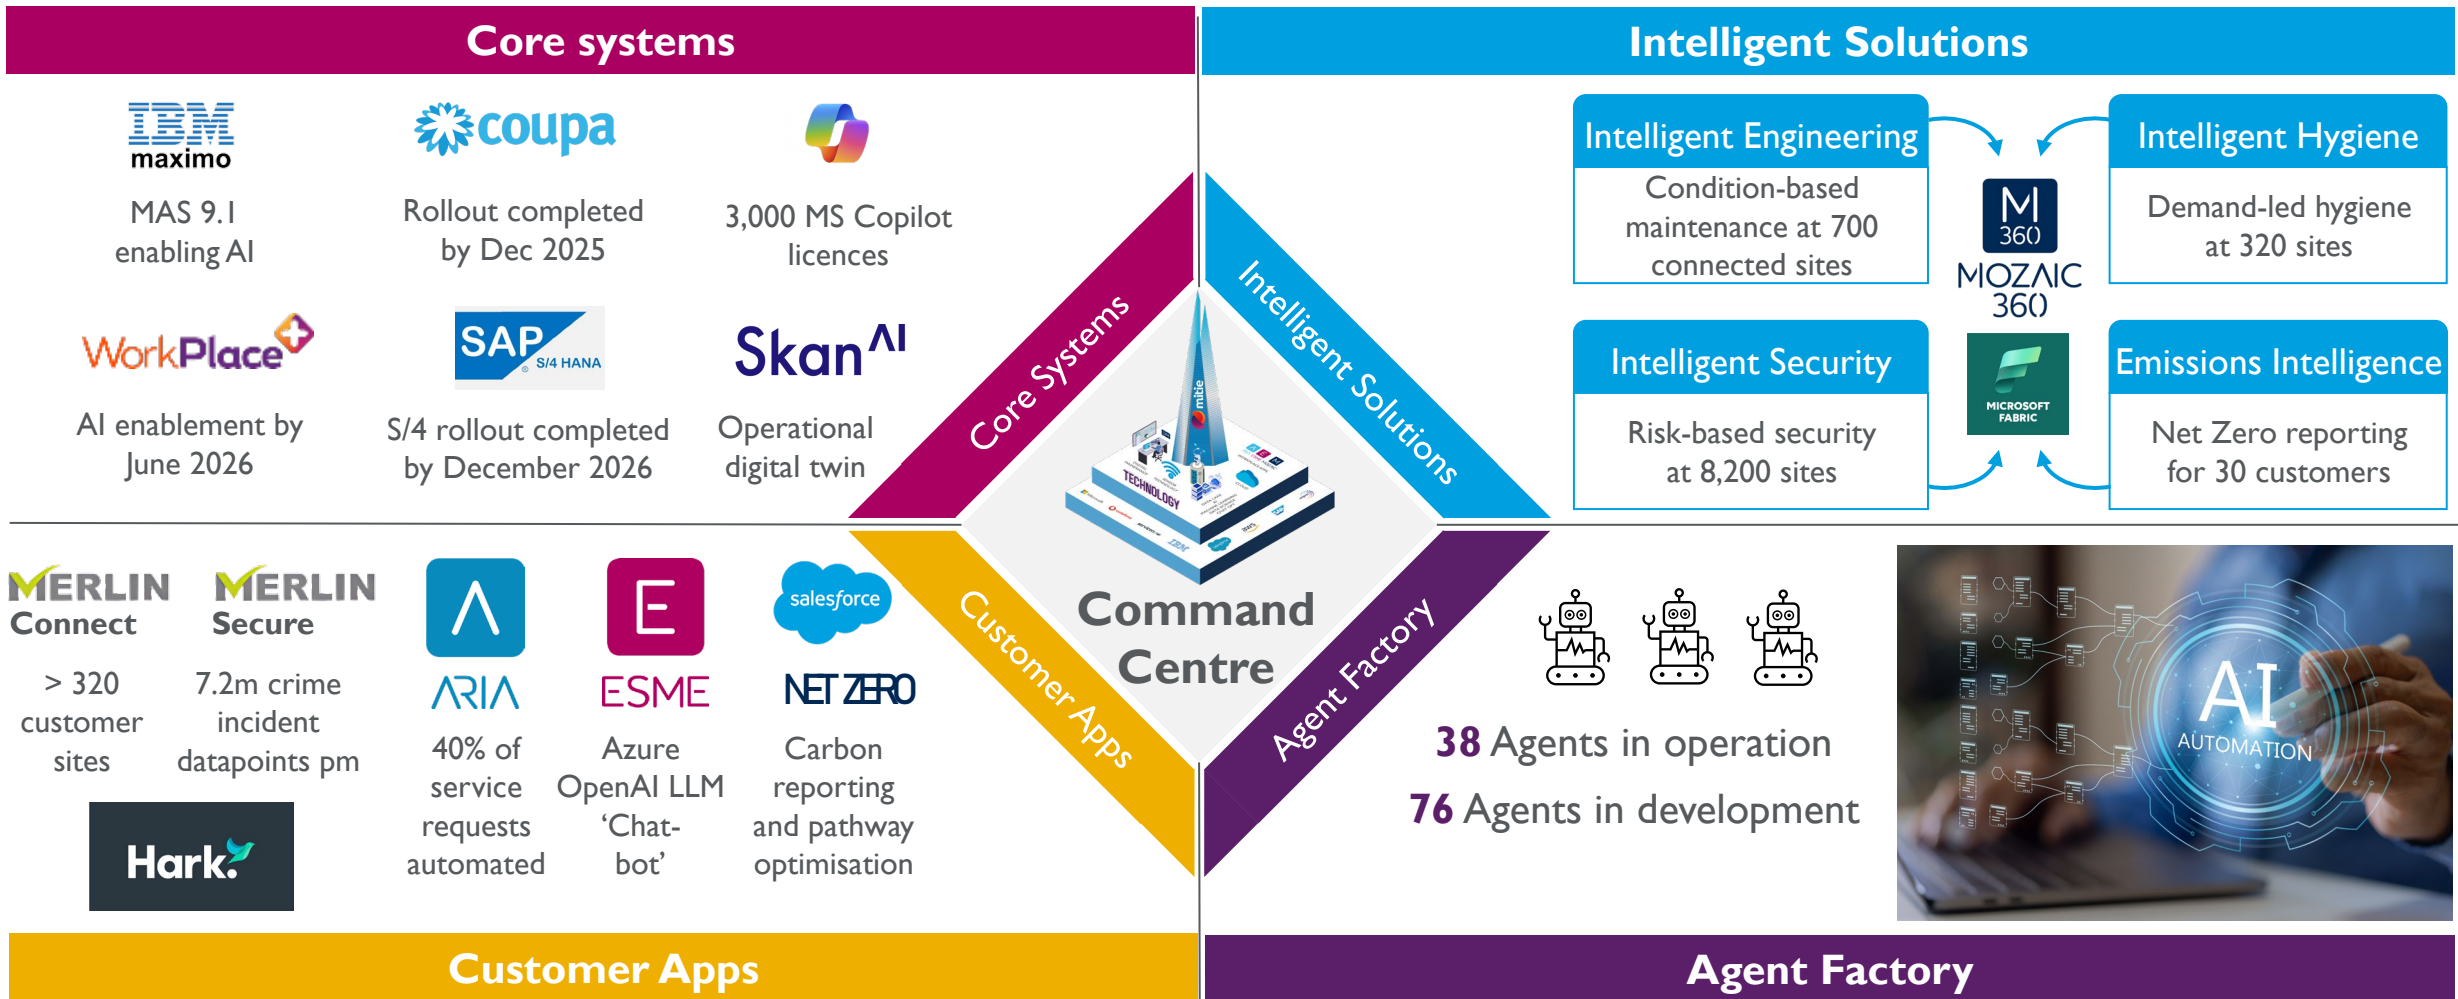 Core systems
IBM
maximo
MAS 9.1
enabling AI
coupa
Rollout completed
by Dec 2025
3,000 MS Copilot
licences
WorkPlace+
AI enablement by
June 2026
SAP
® S/4 HANA
S/4 rollout completed
by December 2026
Skan AI
Operational
digital twin
Intelligent Solutions
Intelligent Engineering
Condition-based
maintenance at 700
connected sites
Intelligent Hygiene
Demand-led hygiene
at 320 sites
M
360
MOZAIC
360
MICROSOFT
FABRIC
Intelligent Security
Risk-based security
at 8,200 sites
Emissions Intelligence
Net Zero reporting
for 30 customers
Core Systems
Intelligent Solutions
Customer Apps
Agent Factory
mitie
TECHNOLOGY
IBM
Command
Centre
MERLIN
Connect
> 320
customer
sites
MERLIN
Secure
7.2m crime
incident
datapoints pm
Hark.
ARIA
40% of
service
requests
automated
E
ESME
Azure
OpenAI LLM
‘Chat-
bot’
salesforce
NET ZERO
Carbon
reporting
and pathway
optimisation
38 Agents in operation
76 Agents in development
AI
AUTOMATION
Customer Apps
Agent Factory